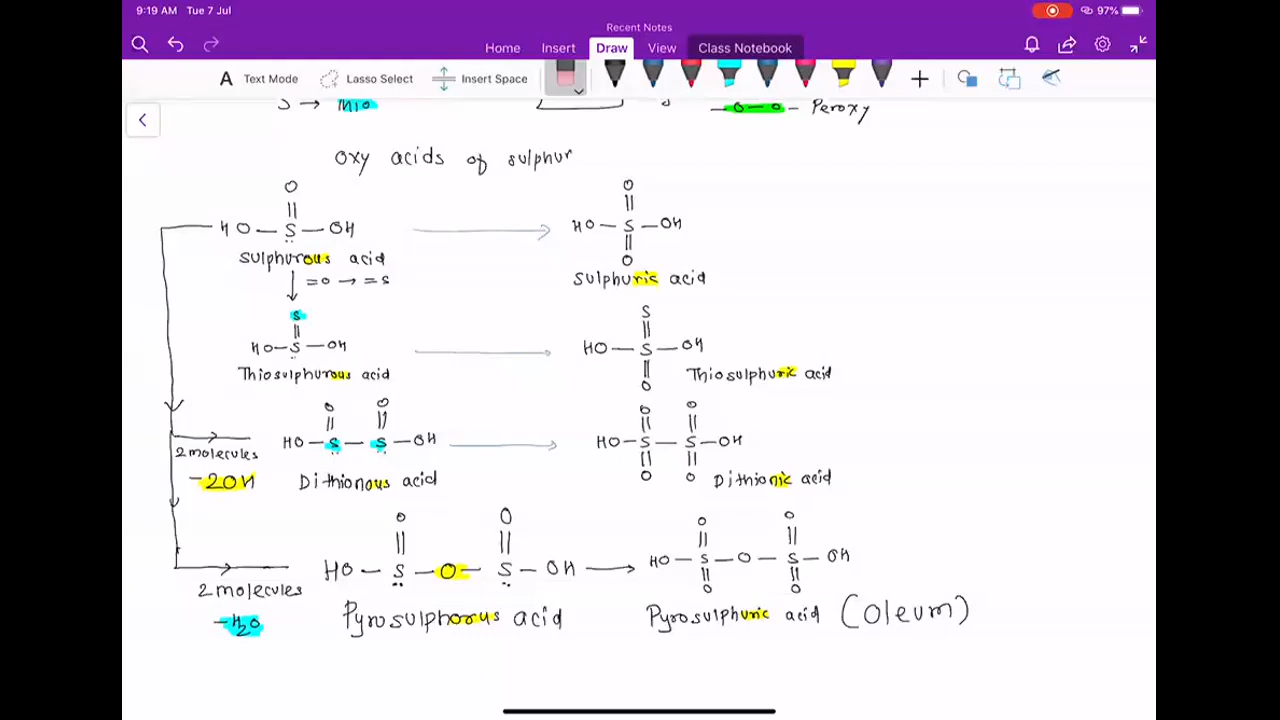 9:19 AM Tue 7 Jul 97%
Recent Notes
Home Insert Draw View Class Notebook
A Text Mode Lasso Select Insert Space
S → Thio -O-O- Peroxy
oxy acids of sulphur
O O
|| ||
HO-S-OH → HO-S-OH
||
Sulphurous acid O
=O → =S Sulphuric acid
S S
|| ||
HO-S-OH → HO-S-OH
||
Thiosulphurous acid O Thiosulphuric acid
O O O O
|| || || ||
HO-S-S-OH → HO-S-S-OH
2 molecules || ||
-2OH Dithionous acid O O Dithionic acid
O O O O
|| || || ||
HO-S-O-S-OH → HO-S-O-S-OH
2 molecules || ||
O O
-H2O Pyrosulphorus acid Pyrosulphuric acid (Oleum)